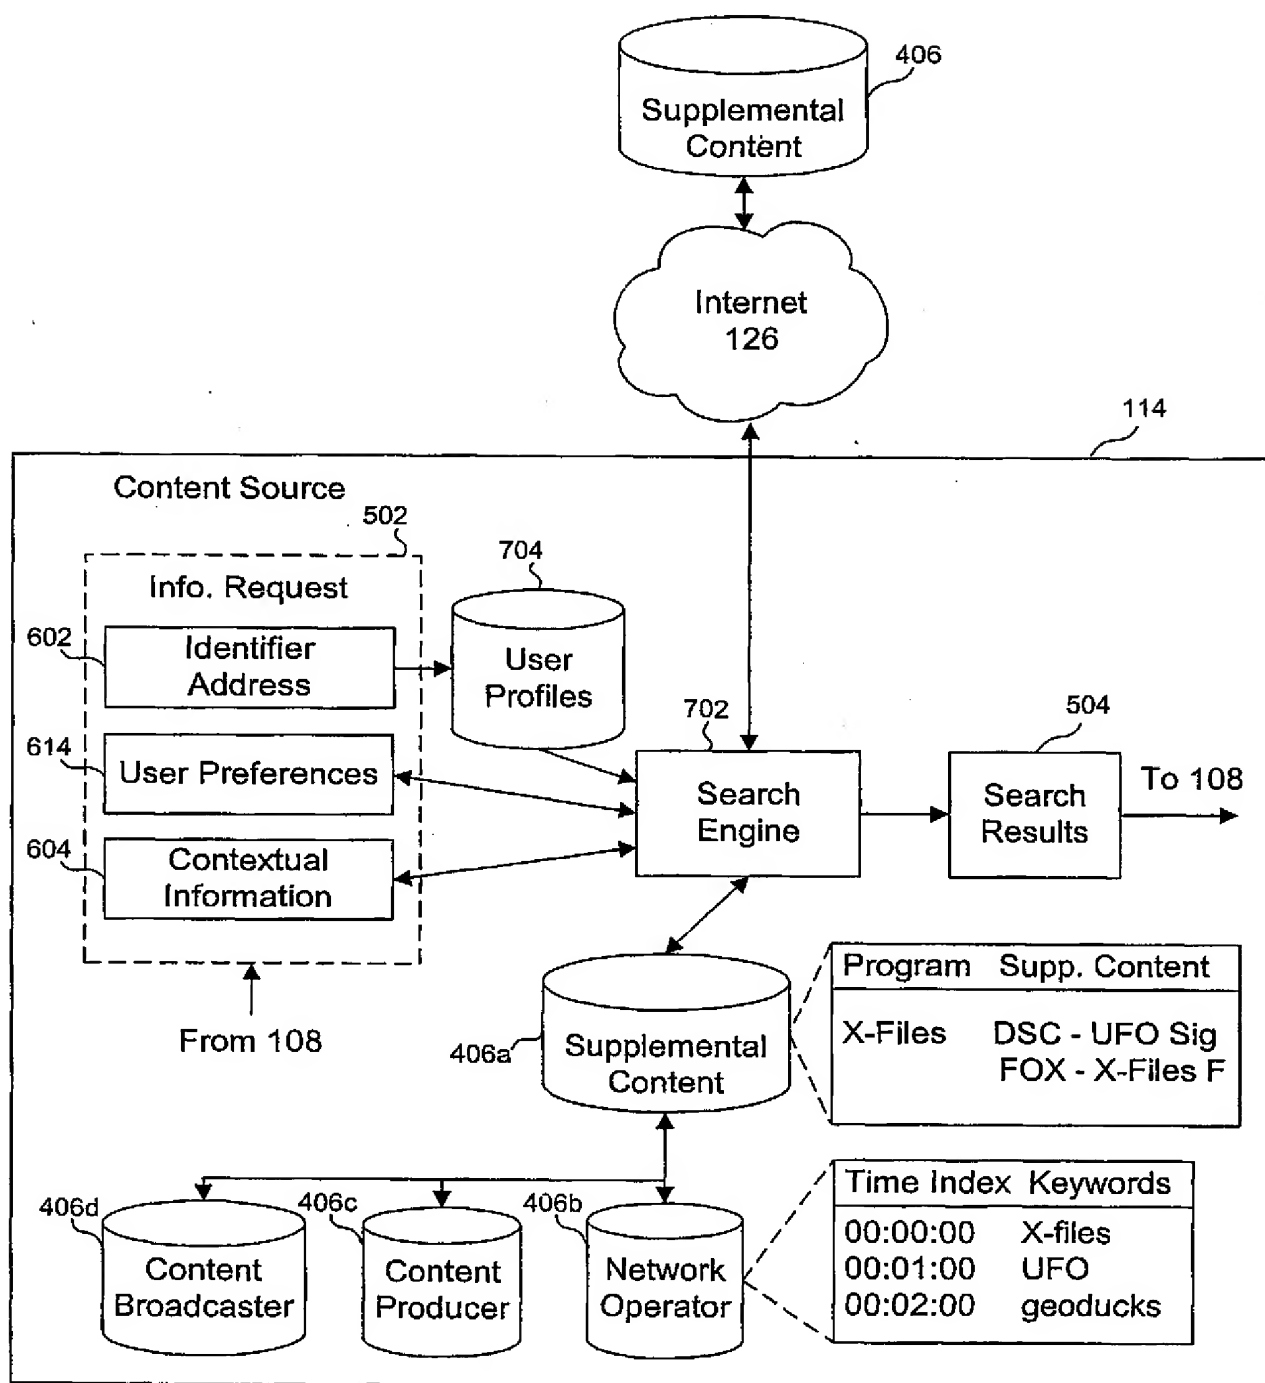 406
Supplemental
Content
Internet
126
114
Content Source
502
704
Info. Request
602
Identifier
Address
User
Profiles
702
504
614
User Preferences
Search
Engine
Search
Results
To 108
604
Contextual
Information
From 108
406a
Supplemental
Content
Program Supp. Content
X-Files DSC - UFO Sig
FOX - X-Files F
406d
406c
406b
Content
Broadcaster
Content
Producer
Network
Operator
Time Index Keywords
00:00:00 X-files
00:01:00 UFO
00:02:00 geoducks